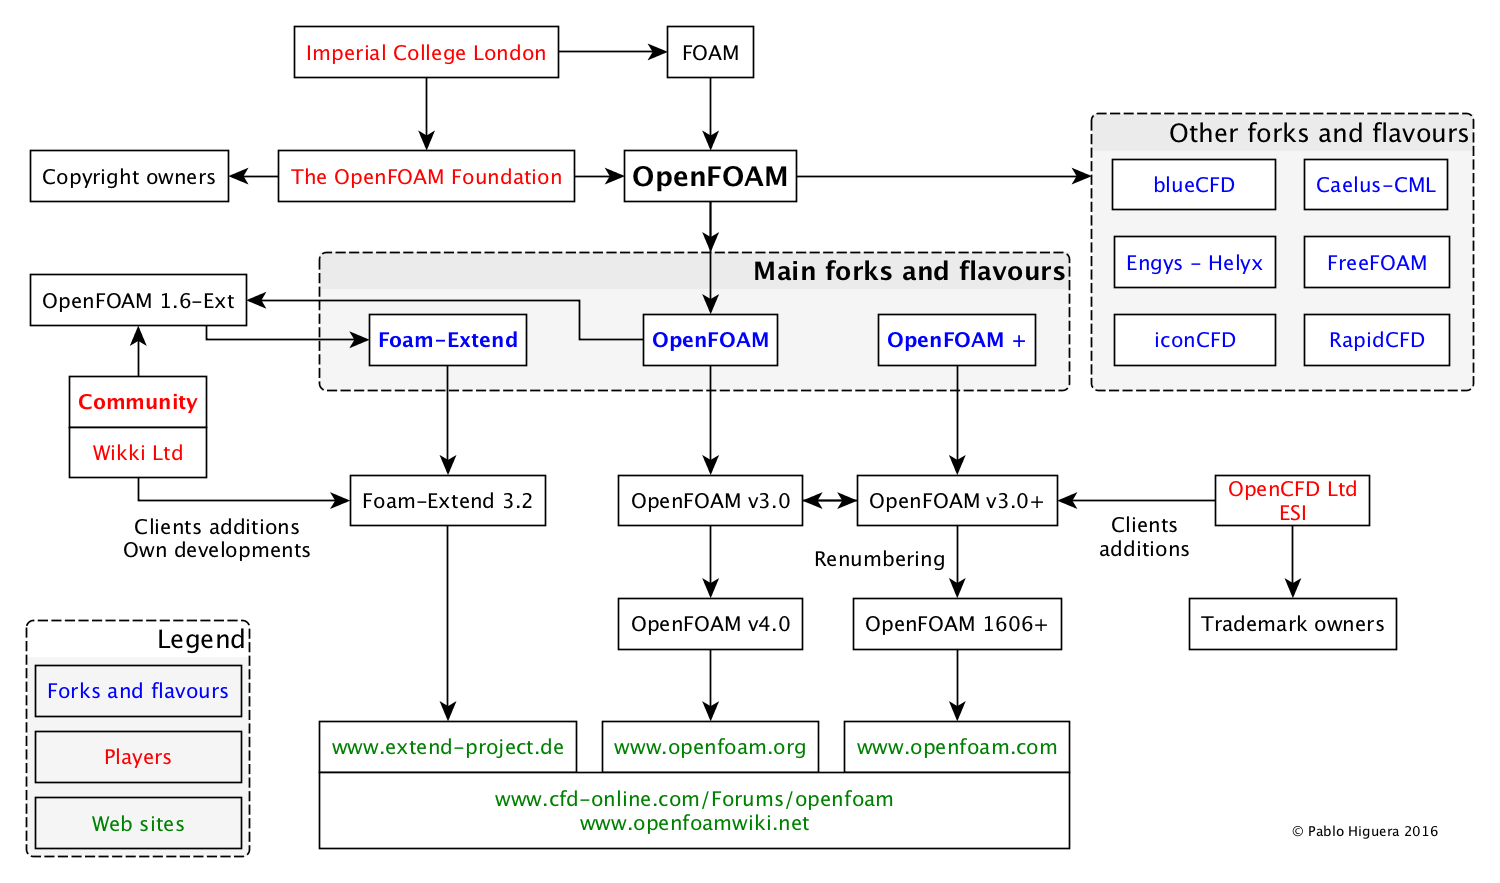 Imperial College London
FOAM
Other forks and flavours
Copyright owners
The OpenFOAM Foundation
OpenFOAM
blueCFD
Caelus-CML
Main forks and flavours
Engys - Helyx
FreeFOAM
OpenFOAM 1.6-Ext
Foam-Extend
OpenFOAM
OpenFOAM +
iconCFD
RapidCFD
Community
Wikki Ltd
Foam-Extend 3.2
OpenFOAM v3.0
OpenFOAM v3.0+
OpenCFD Ltd
ESI
Clients additions
Own developments
Clients
additions
Renumbering
OpenFOAM v4.0
OpenFOAM 1606+
Trademark owners
Legend
Forks and flavours
Players
Web sites
www.extend-project.de
www.openfoam.org
www.openfoam.com
www.cfd-online.com/Forums/openfoam
www.openfoamwiki.net
© Pablo Higuera 2016